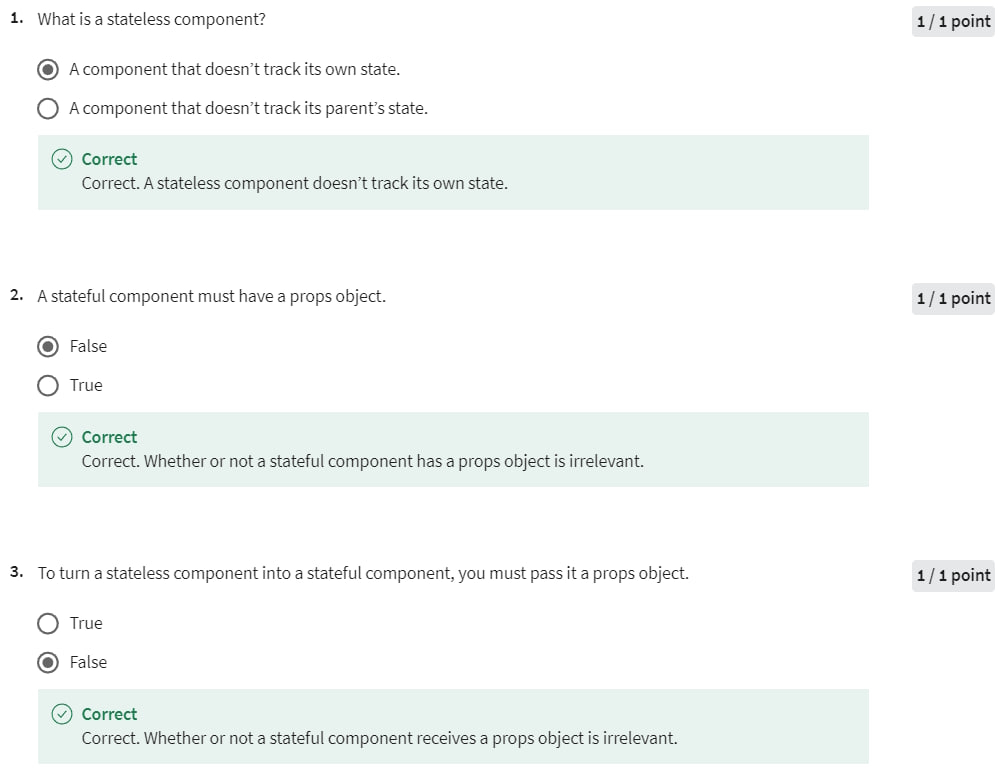 1. What is a stateless component?
1 / 1 point
A component that doesn’t track its own state.
A component that doesn’t track its parent’s state.
Correct
Correct. A stateless component doesn’t track its own state.
2. A stateful component must have a props object.
1 / 1 point
False
True
Correct
Correct. Whether or not a stateful component has a props object is irrelevant.
3. To turn a stateless component into a stateful component, you must pass it a props object.
1 / 1 point
True
False
Correct
Correct. Whether or not a stateful component receives a props object is irrelevant.